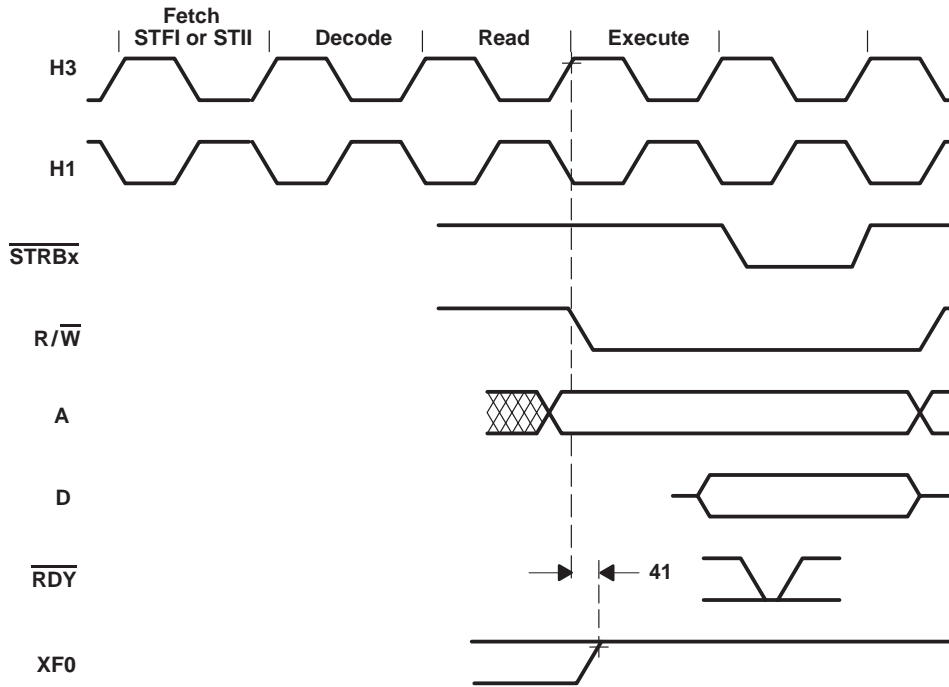 Fetch
STFI or STII
Decode
Read
Execute
H3
H1
STRBx
R/W
A
D
RDY
41
XF0